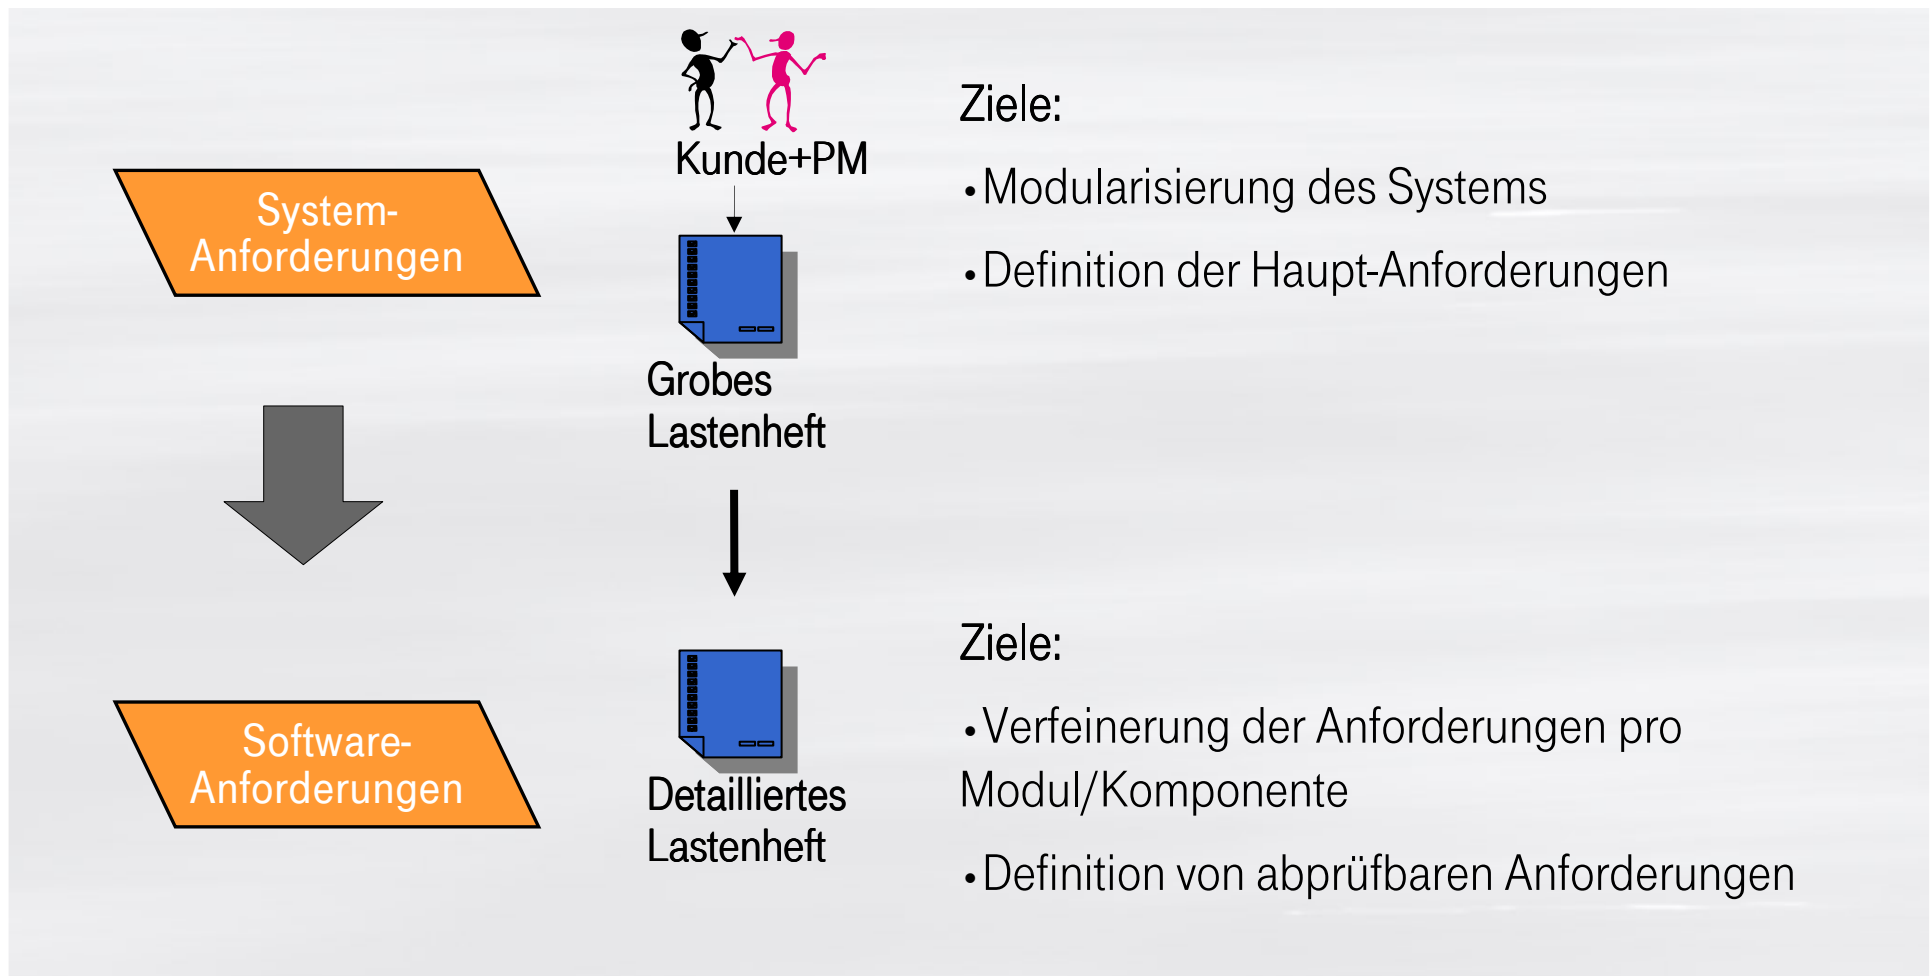 Kunde+PM
System-
Anforderungen
Grobes
Lastenheft
Ziele:
•Modularisierung des Systems
•Definition der Haupt-Anforderungen
Software-
Anforderungen
Detailliertes
Lastenheft
Ziele:
•Verfeinerung der Anforderungen pro
Modul/Komponente
•Definition von abprüfbaren Anforderungen